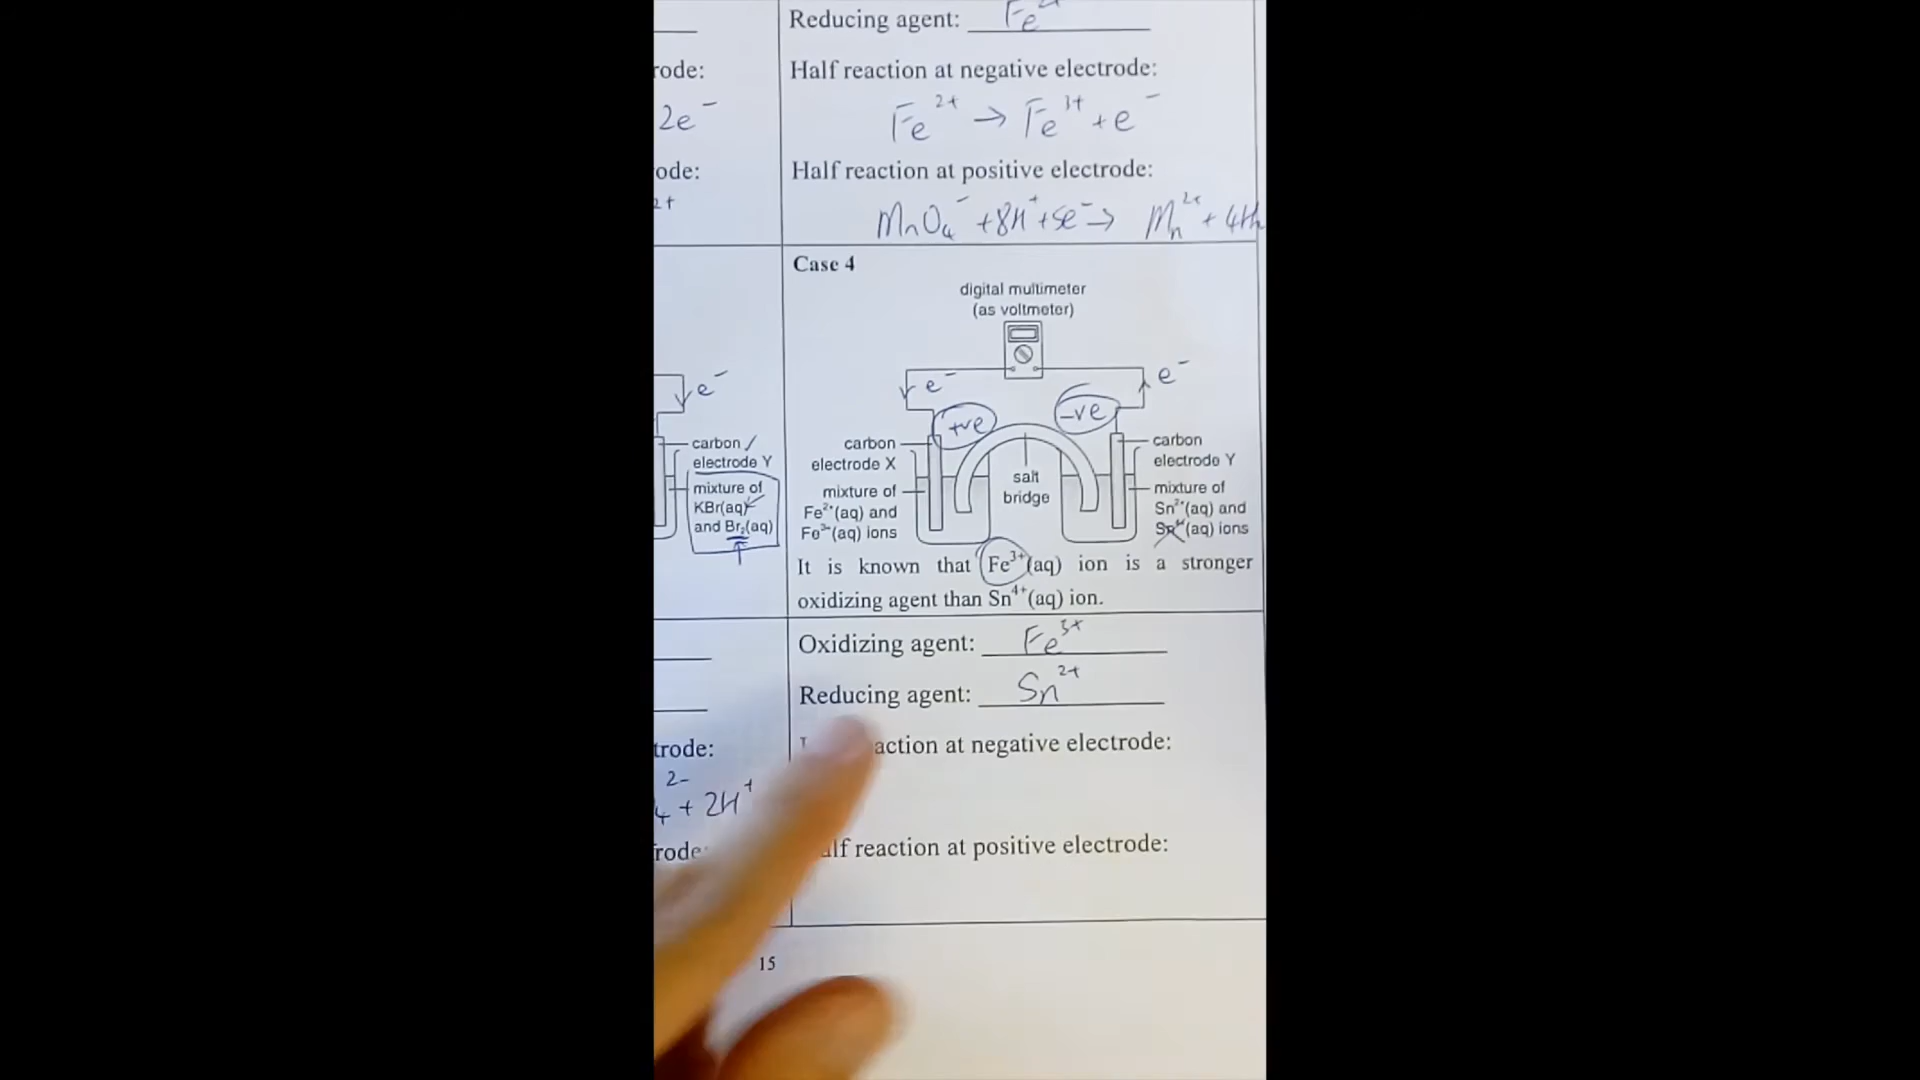 Reducing agent: Fe²⁺
rode:
2e⁻
ode:
2+
Half reaction at negative electrode:
Fe²⁺ → Fe³⁺ + e⁻
Half reaction at positive electrode:
MnO₄⁻ + 8H⁺ + 5e⁻ → Mn²⁺ + 4H₂
Case 4
digital multimeter
(as voltmeter)
e⁻
e⁻
e⁻
+ve
-ve
carbon
electrode Y
mixture of
KBr(aq)
and Br₂(aq)
carbon
electrode X
mixture of
Fe²⁺(aq) and
Fe³⁺(aq) ions
salt
bridge
carbon
electrode Y
mixture of
Sn²⁺(aq) and
Sn⁴⁺(aq) ions
It is known that Fe³⁺(aq) ion is a stronger
oxidizing agent than Sn⁴⁺(aq) ion.
Oxidizing agent: Fe³⁺
Reducing agent: Sn²⁺
trode:
2-
4 + 2H⁺
rode:
action at negative electrode:
alf reaction at positive electrode:
15